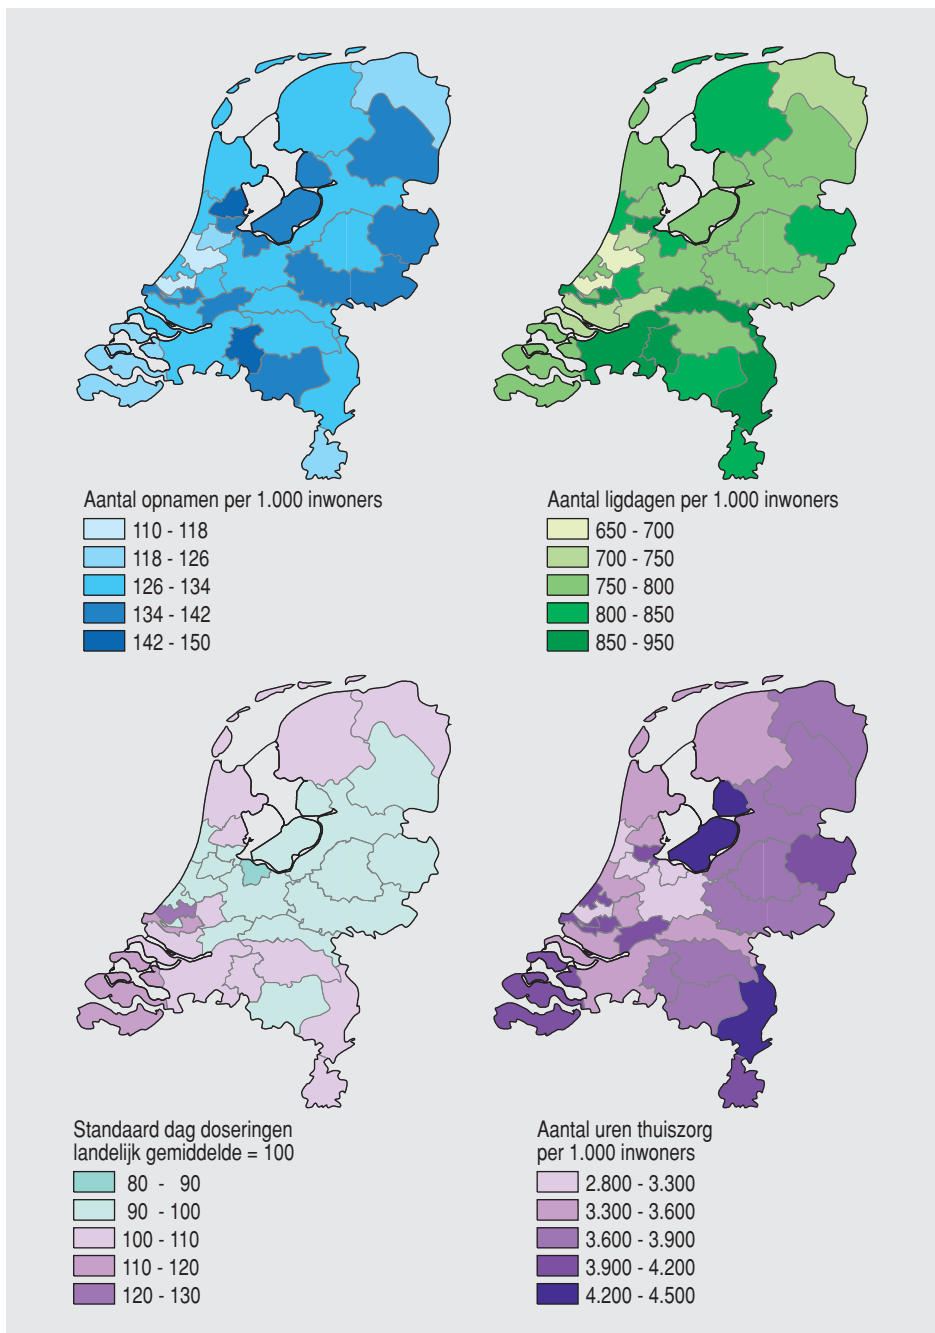 Aantal opnamen per 1.000 inwoners
110 - 118
118 - 126
126 - 134
134 - 142
142 - 150
Aantal ligdagen per 1.000 inwoners
650 - 700
700 - 750
750 - 800
800 - 850
850 - 950
Standaard dag doseringen
landelijk gemiddelde = 100
80 - 90
90 - 100
100 - 110
110 - 120
120 - 130
Aantal uren thuiszorg
per 1.000 inwoners
2.800 - 3.300
3.300 - 3.600
3.600 - 3.900
3.900 - 4.200
4.200 - 4.500